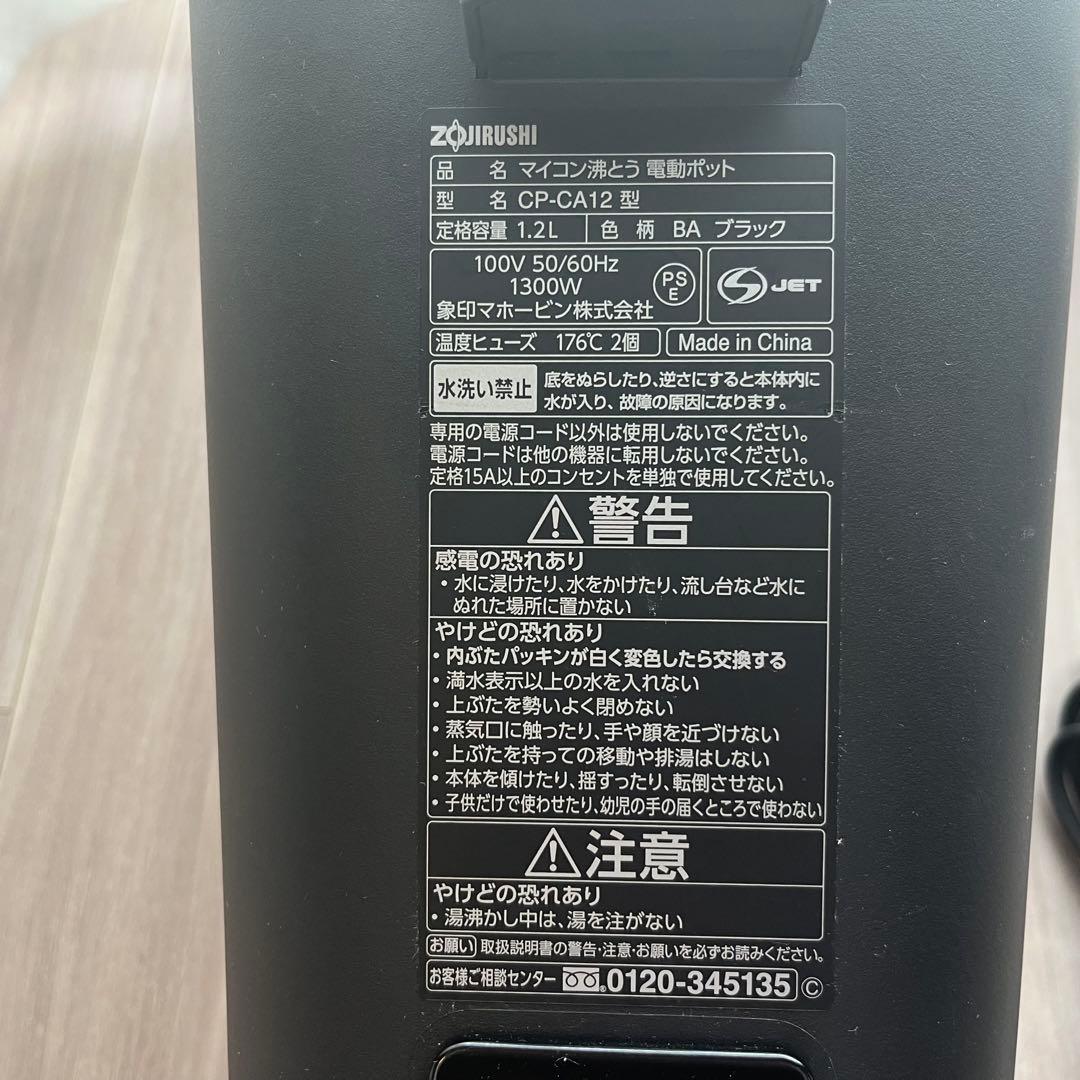 ZOJIRUSHI
品 名 マイコン沸とう 電動ポット
型 名 CP-CA12 型
定格容量 1.2L 色 柄 BA ブラック
100V 50/60Hz
1300W
象印マホービン株式会社
PS
E
JET
温度ヒューズ 176℃ 2個
Made in China
水洗い禁止
底をぬらしたり、逆さにすると本体内に
水が入り、故障の原因になります。
専用の電源コード以外は使用しないでください。
電源コードは他の機器に転用しないでください。
定格15A以上のコンセントを単独で使用してください。
警告
感電の恐れあり
・水に浸けたり、水をかけたり、流し台など水に
ぬれた場所に置かない
やけどの恐れあり
・内ぶたパッキンが白く変色したら交換する
・満水表示以上の水を入れない
・上ぶたを勢いよく閉めない
・蒸気口に触ったり、手や顔を近づけない
・上ぶたを持っての移動や排湯はしない
・本体を傾けたり、揺すったり、転倒させない
・子供だけで使わせたり、幼児の手の届くところで使わない
注意
やけどの恐れあり
・湯沸かし中は、湯を注がない
お願い 取扱説明書の警告・注意・お願いを必ずお読みください。
お客様ご相談センター 0120-345135 Ⓒ